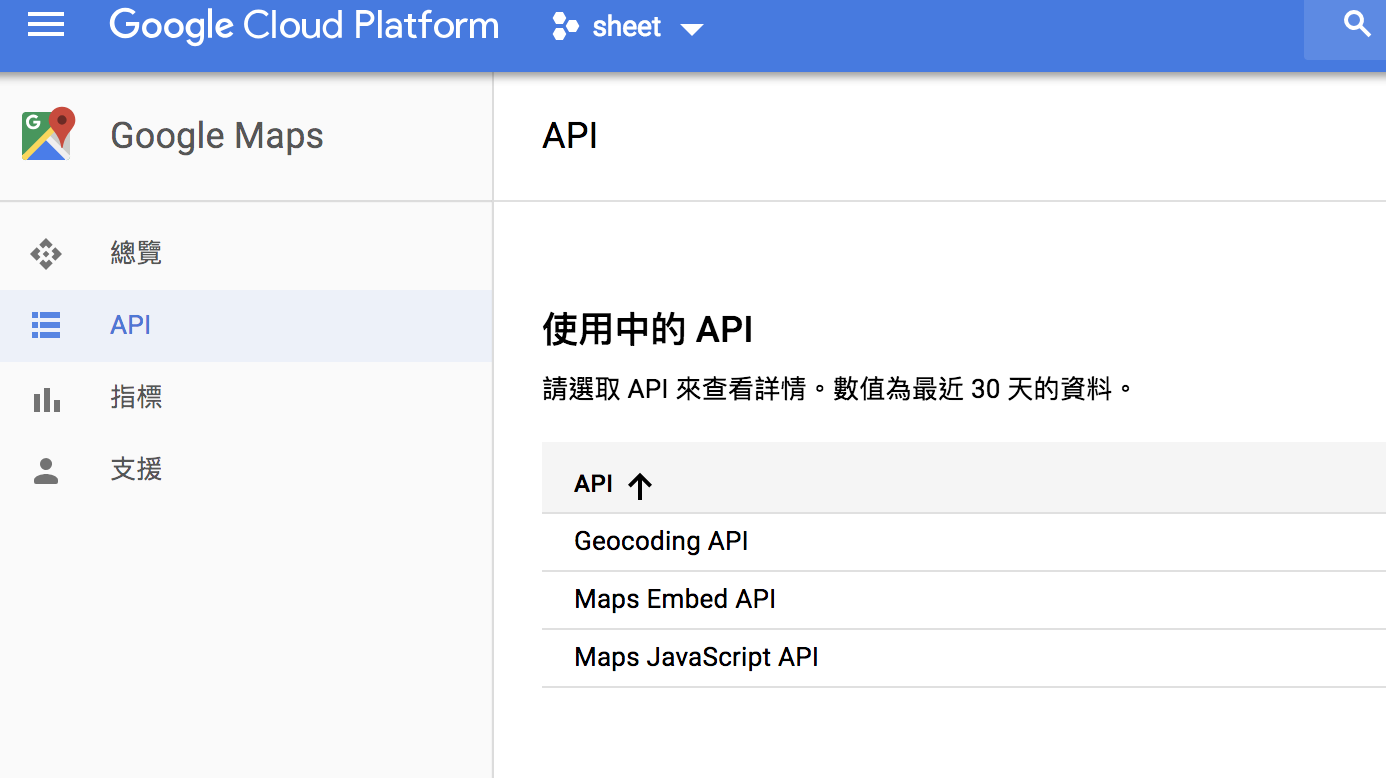 Google Cloud Platform
sheet
Google Maps
API
總覽
API
指標
支援
使用中的 API
請選取 API 來查看詳情。數值為最近 30 天的資料。
API
Geocoding API
Maps Embed API
Maps JavaScript API